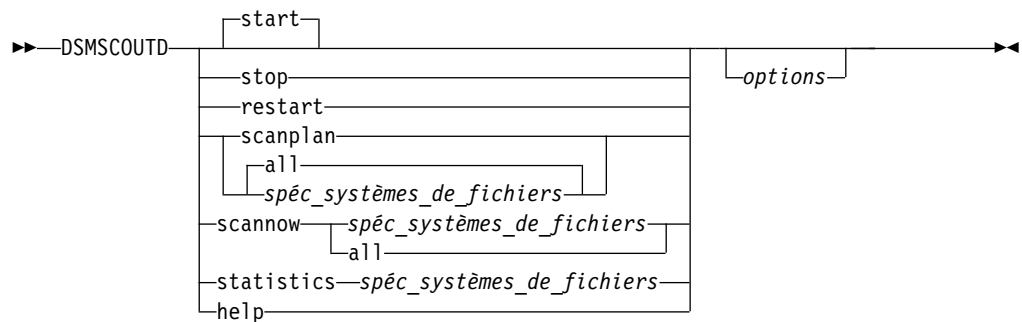 start
DSMSCOUTD
stop
options
restart
scanplan
all
spéc_systèmes_de_fichiers
scannow spéc_systèmes_de_fichiers
all
statistics spéc_systèmes_de_fichiers
help